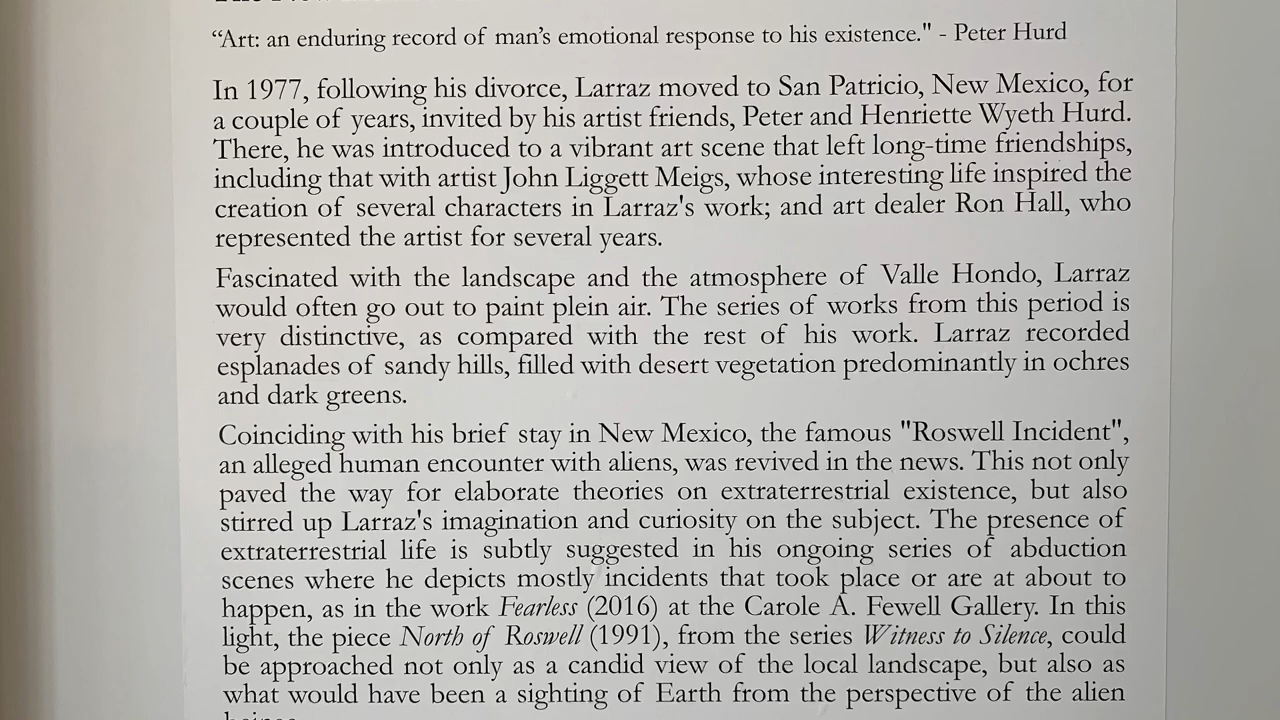 “Art: an enduring record of man’s emotional response to his existence." - Peter Hurd
In 1977, following his divorce, Larraz moved to San Patricio, New Mexico, for
a couple of years, invited by his artist friends, Peter and Henriette Wyeth Hurd.
There, he was introduced to a vibrant art scene that left long-time friendships,
including that with artist John Liggett Meigs, whose interesting life inspired the
creation of several characters in Larraz's work; and art dealer Ron Hall, who
represented the artist for several years.
Fascinated with the landscape and the atmosphere of Valle Hondo, Larraz
would often go out to paint plein air. The series of works from this period is
very distinctive, as compared with the rest of his work. Larraz recorded
esplanades of sandy hills, filled with desert vegetation predominantly in ochres
and dark greens.
Coinciding with his brief stay in New Mexico, the famous "Roswell Incident",
an alleged human encounter with aliens, was revived in the news. This not only
paved the way for elaborate theories on extraterrestrial existence, but also
stirred up Larraz's imagination and curiosity on the subject. The presence of
extraterrestrial life is subtly suggested in his ongoing series of abduction
scenes where he depicts mostly incidents that took place or are at about to
happen, as in the work Fearless (2016) at the Carole A. Fewell Gallery. In this
light, the piece North of Roswell (1991), from the series Witness to Silence, could
be approached not only as a candid view of the local landscape, but also as
what would have been a sighting of Earth from the perspective of the alien